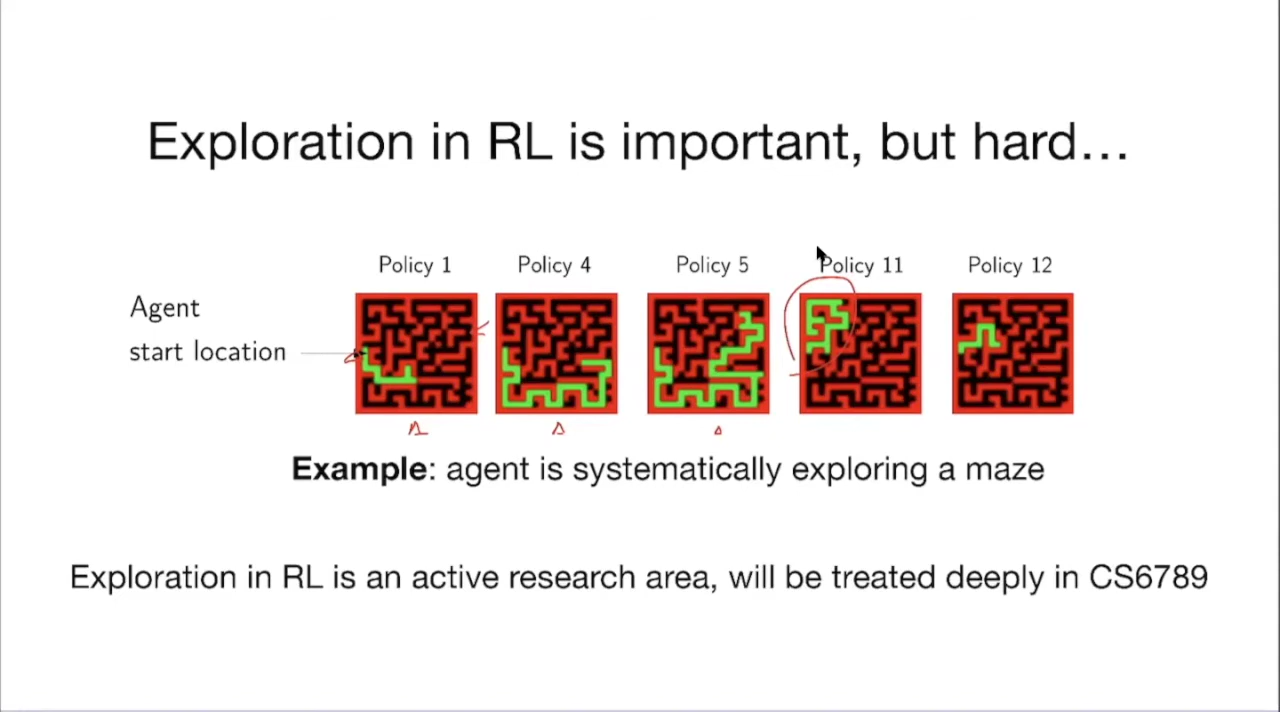 Exploration in RL is important, but hard…
Policy 1
Policy 4
Policy 5
Policy 11
Policy 12
Agent
start location
Example: agent is systematically exploring a maze
Exploration in RL is an active research area, will be treated deeply in CS6789